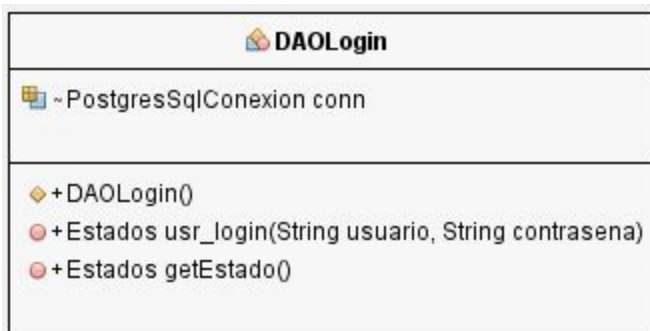 DAOLogin
~PostgresSqlConexion conn
+DAOLogin()
+Estados usr_login(String usuario, String contrasena)
+Estados getEstado()